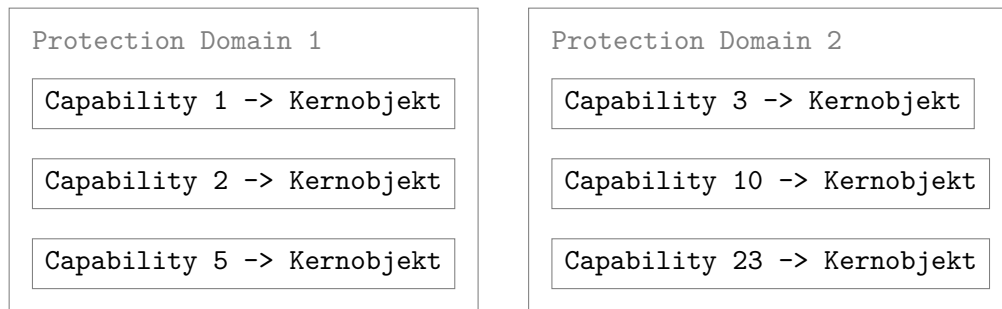 Protection Domain 1
Capability 1 -> Kernobjekt
Capability 2 -> Kernobjekt
Capability 5 -> Kernobjekt
Protection Domain 2
Capability 3 -> Kernobjekt
Capability 10 -> Kernobjekt
Capability 23 -> Kernobjekt